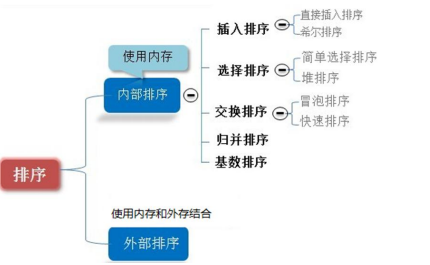 使用内存
内部排序
插入排序
直接插入排序
希尔排序
选择排序
简单选择排序
堆排序
交换排序
冒泡排序
快速排序
归并排序
基数排序
排序
使用内存和外存结合
外部排序